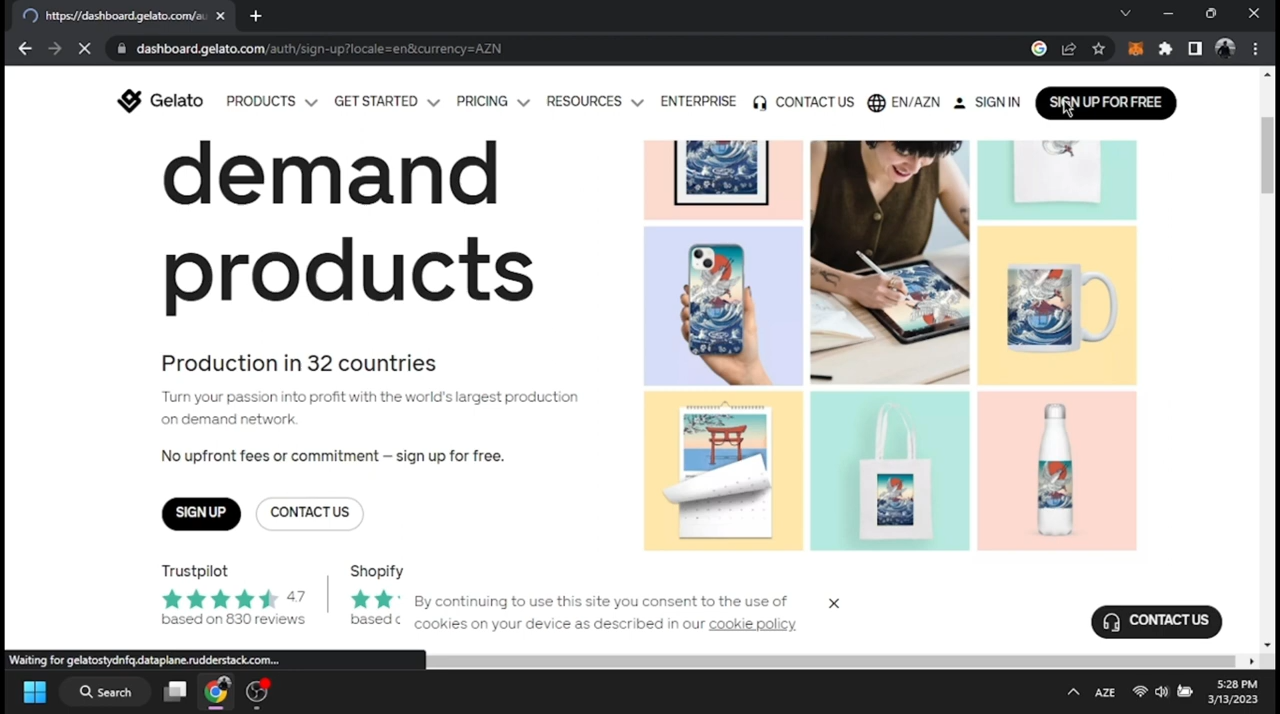 https://dashboard.gelato.com/au
dashboard.gelato.com/auth/sign-up?locale=en&currency=AZN
Gelato PRODUCTS GET STARTED PRICING RESOURCES ENTERPRISE CONTACT US EN/AZN SIGN IN SIGN UP FOR FREE
demand
products
Production in 32 countries
Turn your passion into profit with the world's largest production
on demand network.
No upfront fees or commitment – sign up for free.
SIGN UP CONTACT US
Trustpilot Shopify
4.7
based on 830 reviews based c
By continuing to use this site you consent to the use of
cookies on your device as described in our cookie policy
CONTACT US
Waiting for gelatostydnfq.dataplane.rudderstack.com...
Search AZE 5:28 PM
3/13/2023